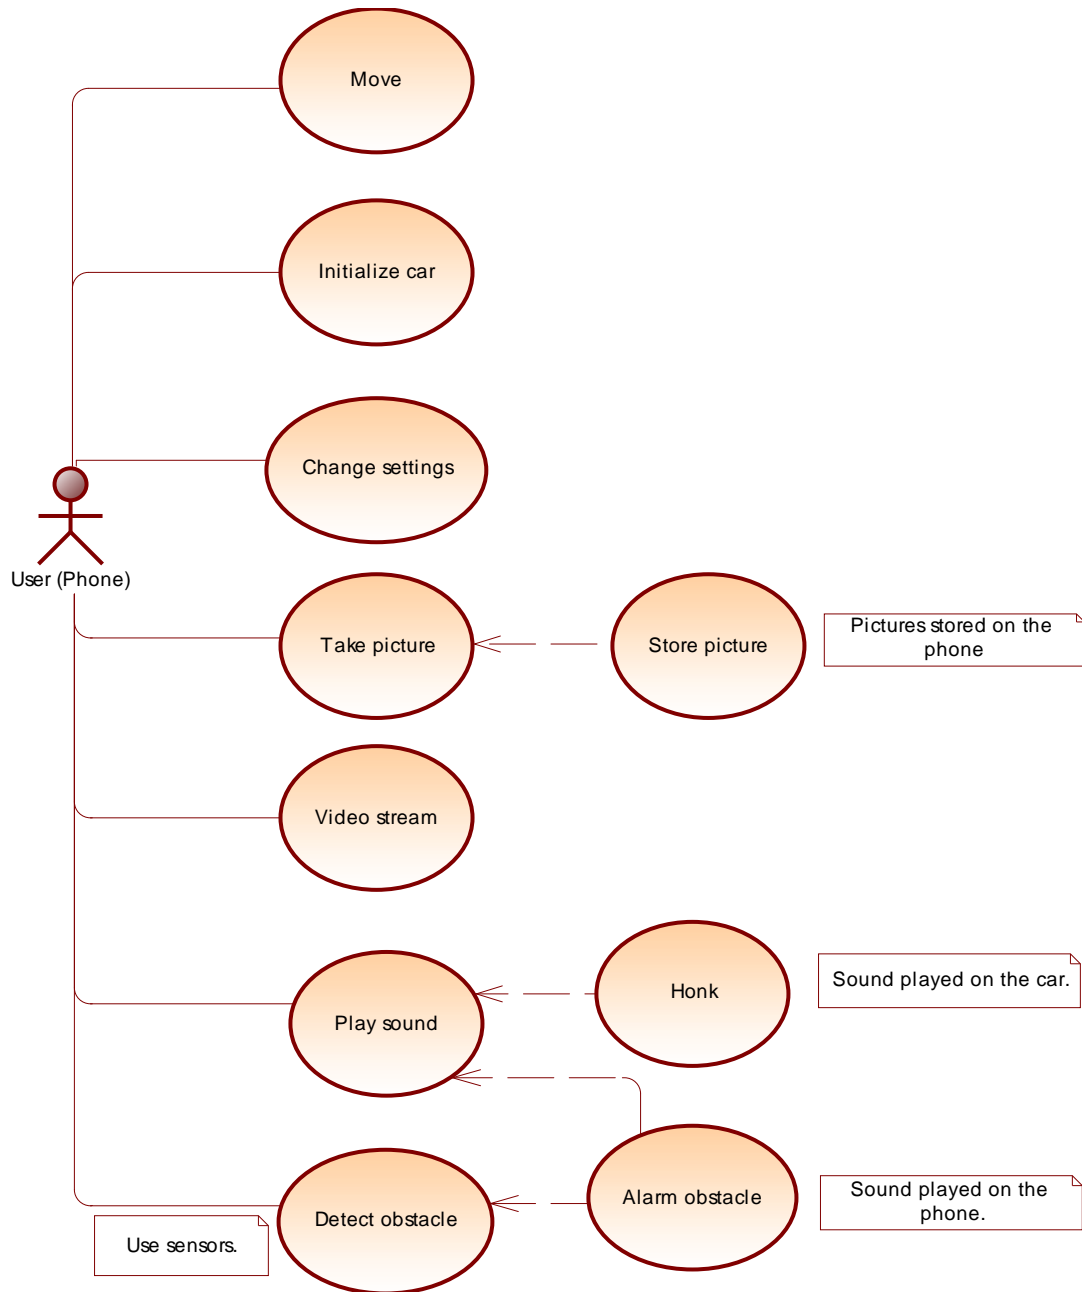 Move
Initialize car
Change settings
User (Phone)
Take picture
Store picture
Pictures stored on the
phone
Video stream
Honk
Sound played on the car.
Play sound
Alarm obstacle
Sound played on the
phone.
Detect obstacle
Use sensors.